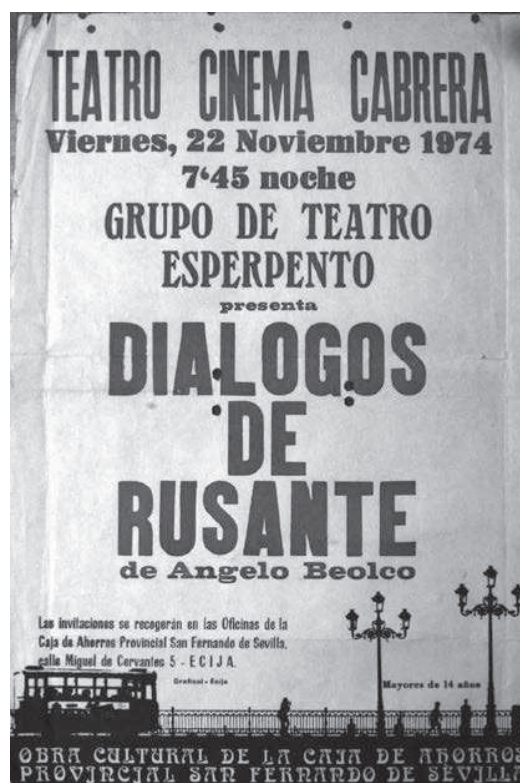 TEATRO CINEMA CABRERA
Viernes, 22 Noviembre 1974
7'45 noche
GRUPO DE TEATRO
ESPERPENTO
presenta
DIALOGOS
DE
RUSANTE
de Angelo Beolco
Las invitaciones se recogerán en las Oficinas de la
Caja de Ahorros Provincial San Fernando de Sevilla,
calle Miguel de Cervantes 5 - ECIJA.
Grafisol - Ecija
Mayores de 14 años
OBRA CULTURAL DE LA CAJA DE AHORROS
PROVINCIAL SAN FERNANDO DE SEVILLA